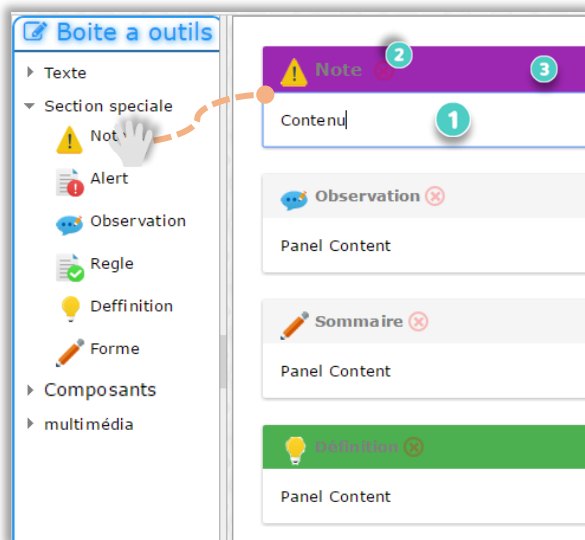 Boite a outils
Texte
Section speciale
Not
Alert
Observation
Regle
Deffinition
Forme
Composants
multimédia
Note
2
3
Contenu
1
Observation
Panel Content
Sommaire
Panel Content
Définition
Panel Content